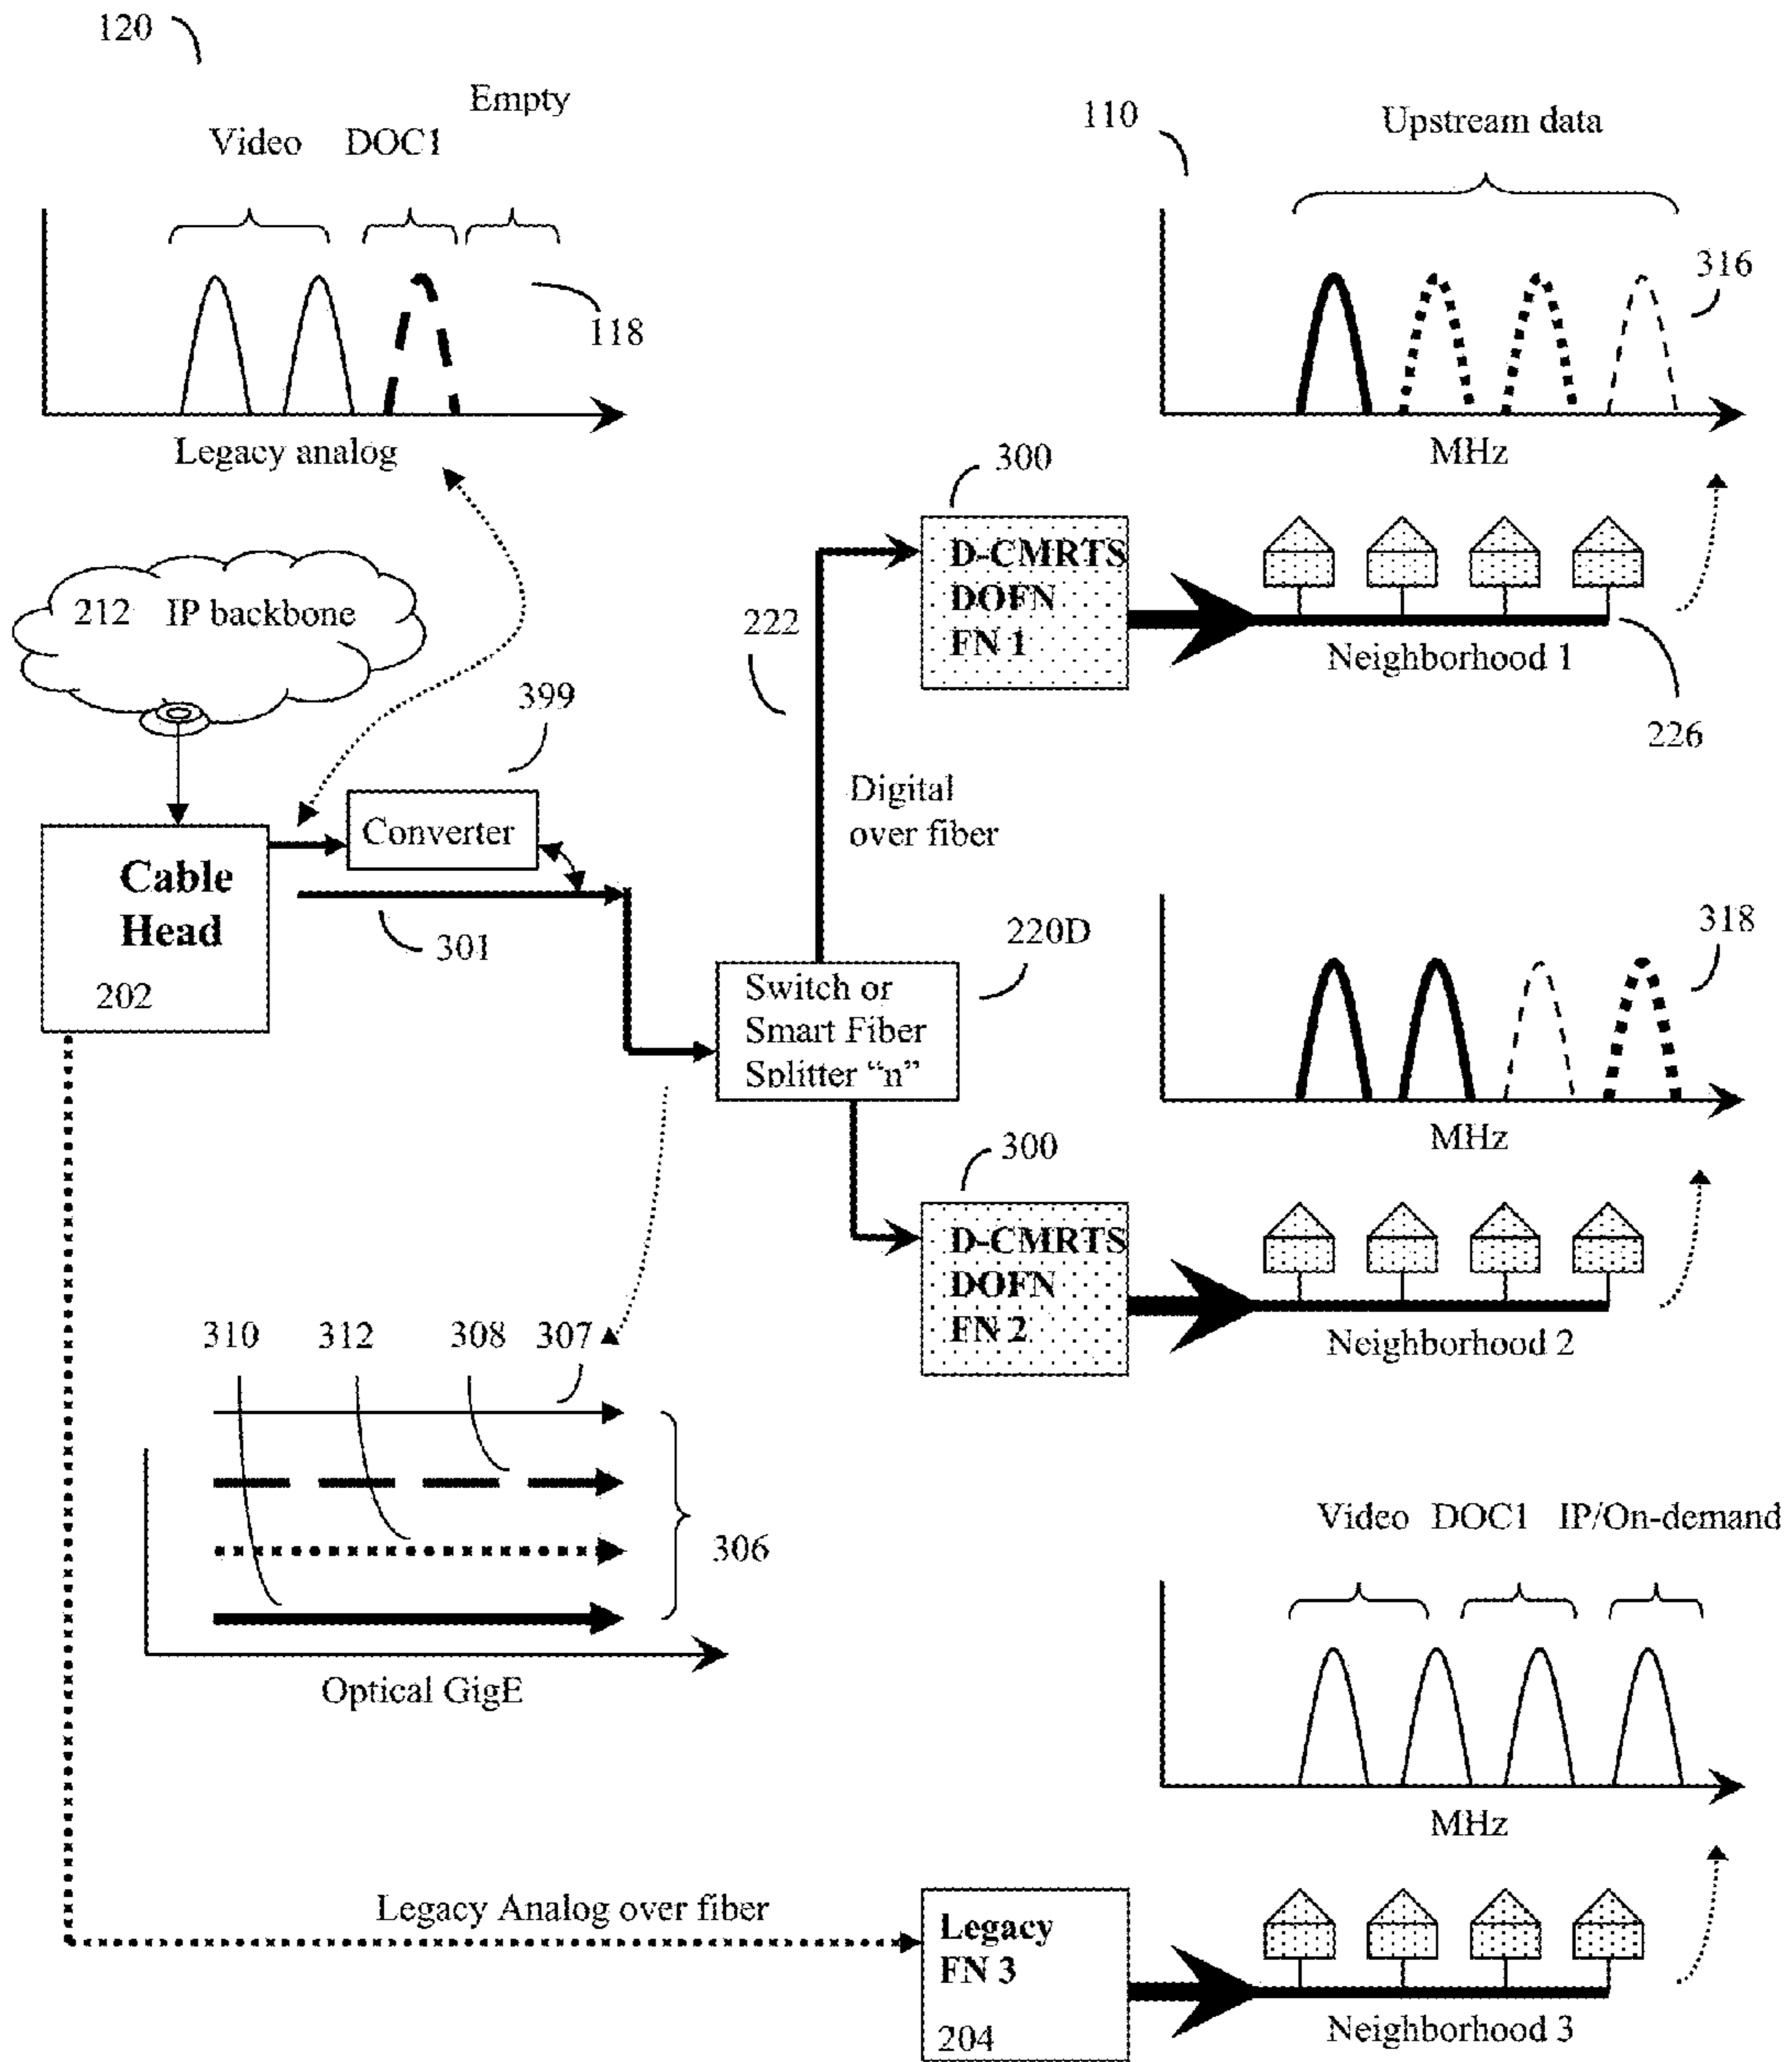 120
Empty
Video DOC1
118
Legacy analog
110
Upstream data
316
MHz
300
D-CMRTS
DOFN
FN 1
222
Neighborhood 1
226
212 IP backbone
399
Converter
Cable
Head
202
301
Digital
over fiber
220D
Switch or
Smart Fiber
Splitter “n”
318
MHz
300
D-CMRTS
DOFN
FN 2
Neighborhood 2
310 312 308 307
306
Optical GigE
Video DOC1 IP/On-demand
MHz
Legacy Analog over fiber
Legacy
FN 3
204
Neighborhood 3